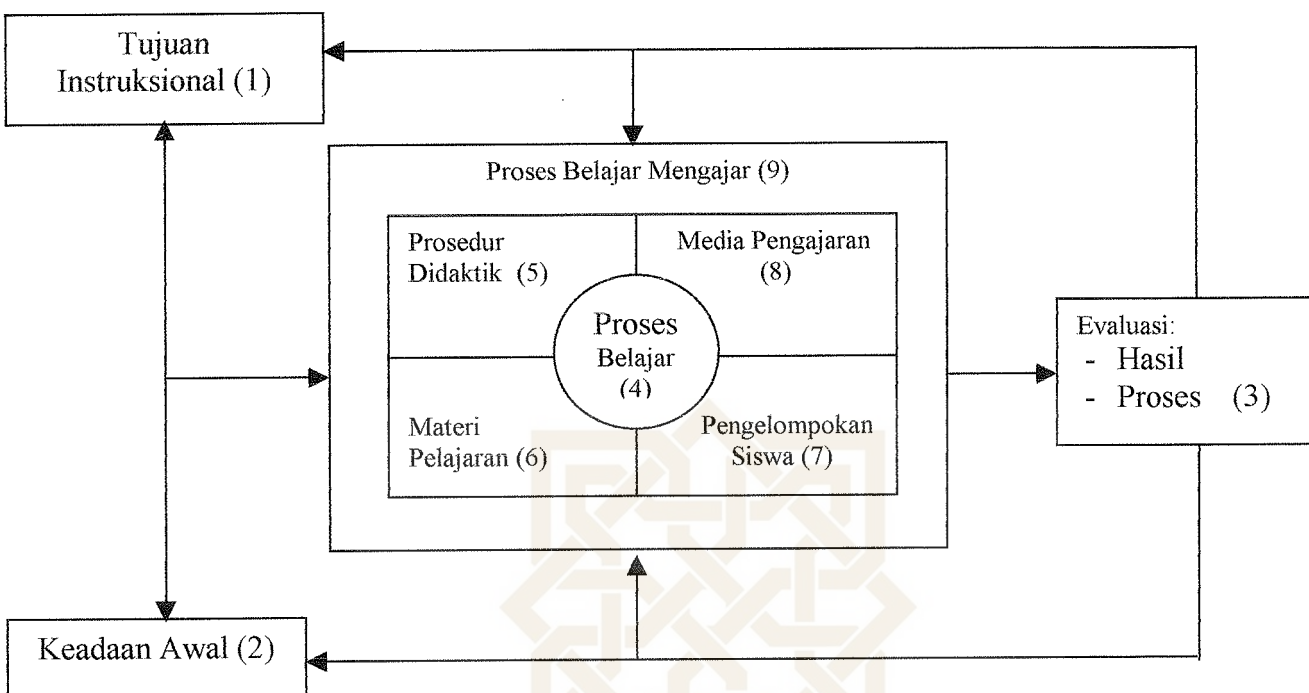 Tujuan
Instruksional (1)
Proses Belajar Mengajar (9)
Prosedur
Didaktik (5)
Media Pengajaran
(8)
Proses
Belajar
(4)
Materi
Pelajaran (6)
Pengelompokan
Siswa (7)
Evaluasi:
- Hasil
- Proses (3)
Keadaan Awal (2)